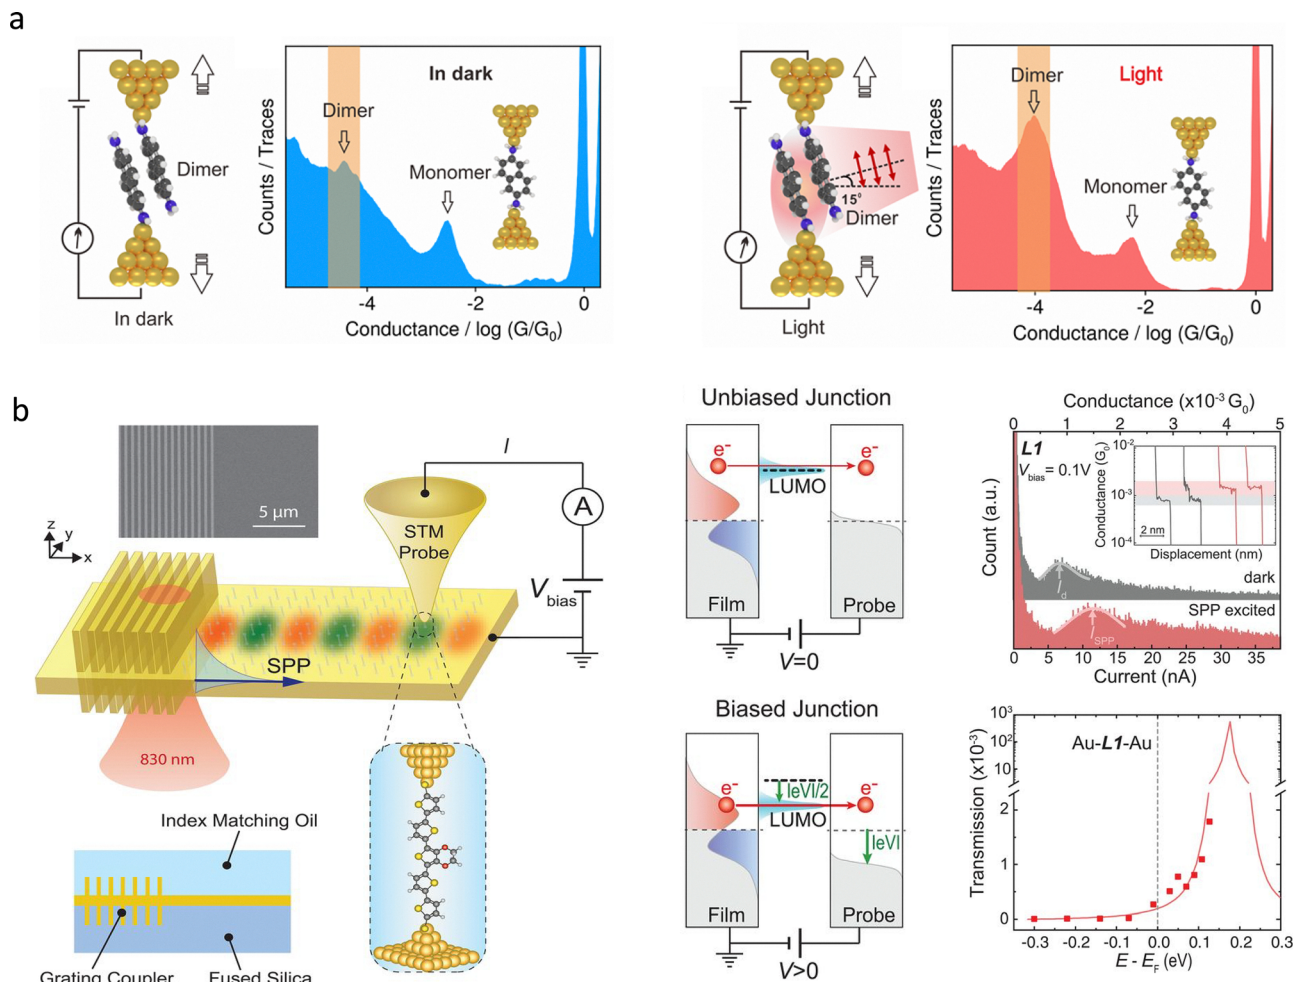 a
In dark
Dimer
Monomer
Dimer
In dark
Counts / Traces
-4
-2
0
Conductance / log (G/G0)
Dimer
Light
Monomer
15°
Dimer
Light
Counts / Traces
-4
-2
0
Conductance / log (G/G0)
b
5 μm
z
y
x
I
A
STM
Probe
Vbias
SPP
830 nm
Index Matching Oil
Grating Coupler
Fused Silica
Unbiased Junction
e-
e-
LUMO
Film
Probe
V=0
Biased Junction
e-
IeVI/2
e-
LUMO
IeVI
Film
Probe
V>0
Conductance (x10-3 G0)
0
1
2
3
4
5
L1
Vbias= 0.1V
Conductance (G0)
10-2
10-3
10-4
2 nm
Displacement (nm)
dark
Id
SPP excited
ISPP
Count (a.u.)
0
5
10
15
20
25
30
35
Current (nA)
Au-L1-Au
Transmission (x10-3)
103
102
101
2
1
0
-0.3
-0.2
-0.1
0.0
0.1
0.2
0.3
E - EF (eV)